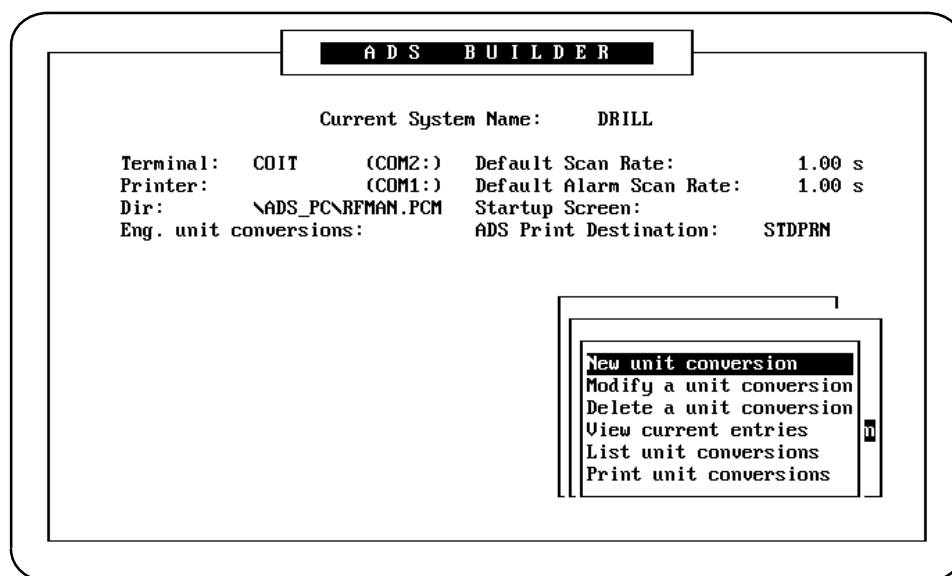 ADS BUILDER
Current System Name: DRILL
Terminal: COIT (COM2:) Default Scan Rate: 1.00 s
Printer: (COM1:) Default Alarm Scan Rate: 1.00 s
Dir: \ADS_PC\RFMAN.PCM Startup Screen:
Eng. unit conversions: ADS Print Destination: STDPRN
New unit conversion
Modify a unit conversion
Delete a unit conversion
View current entries n
List unit conversions
Print unit conversions